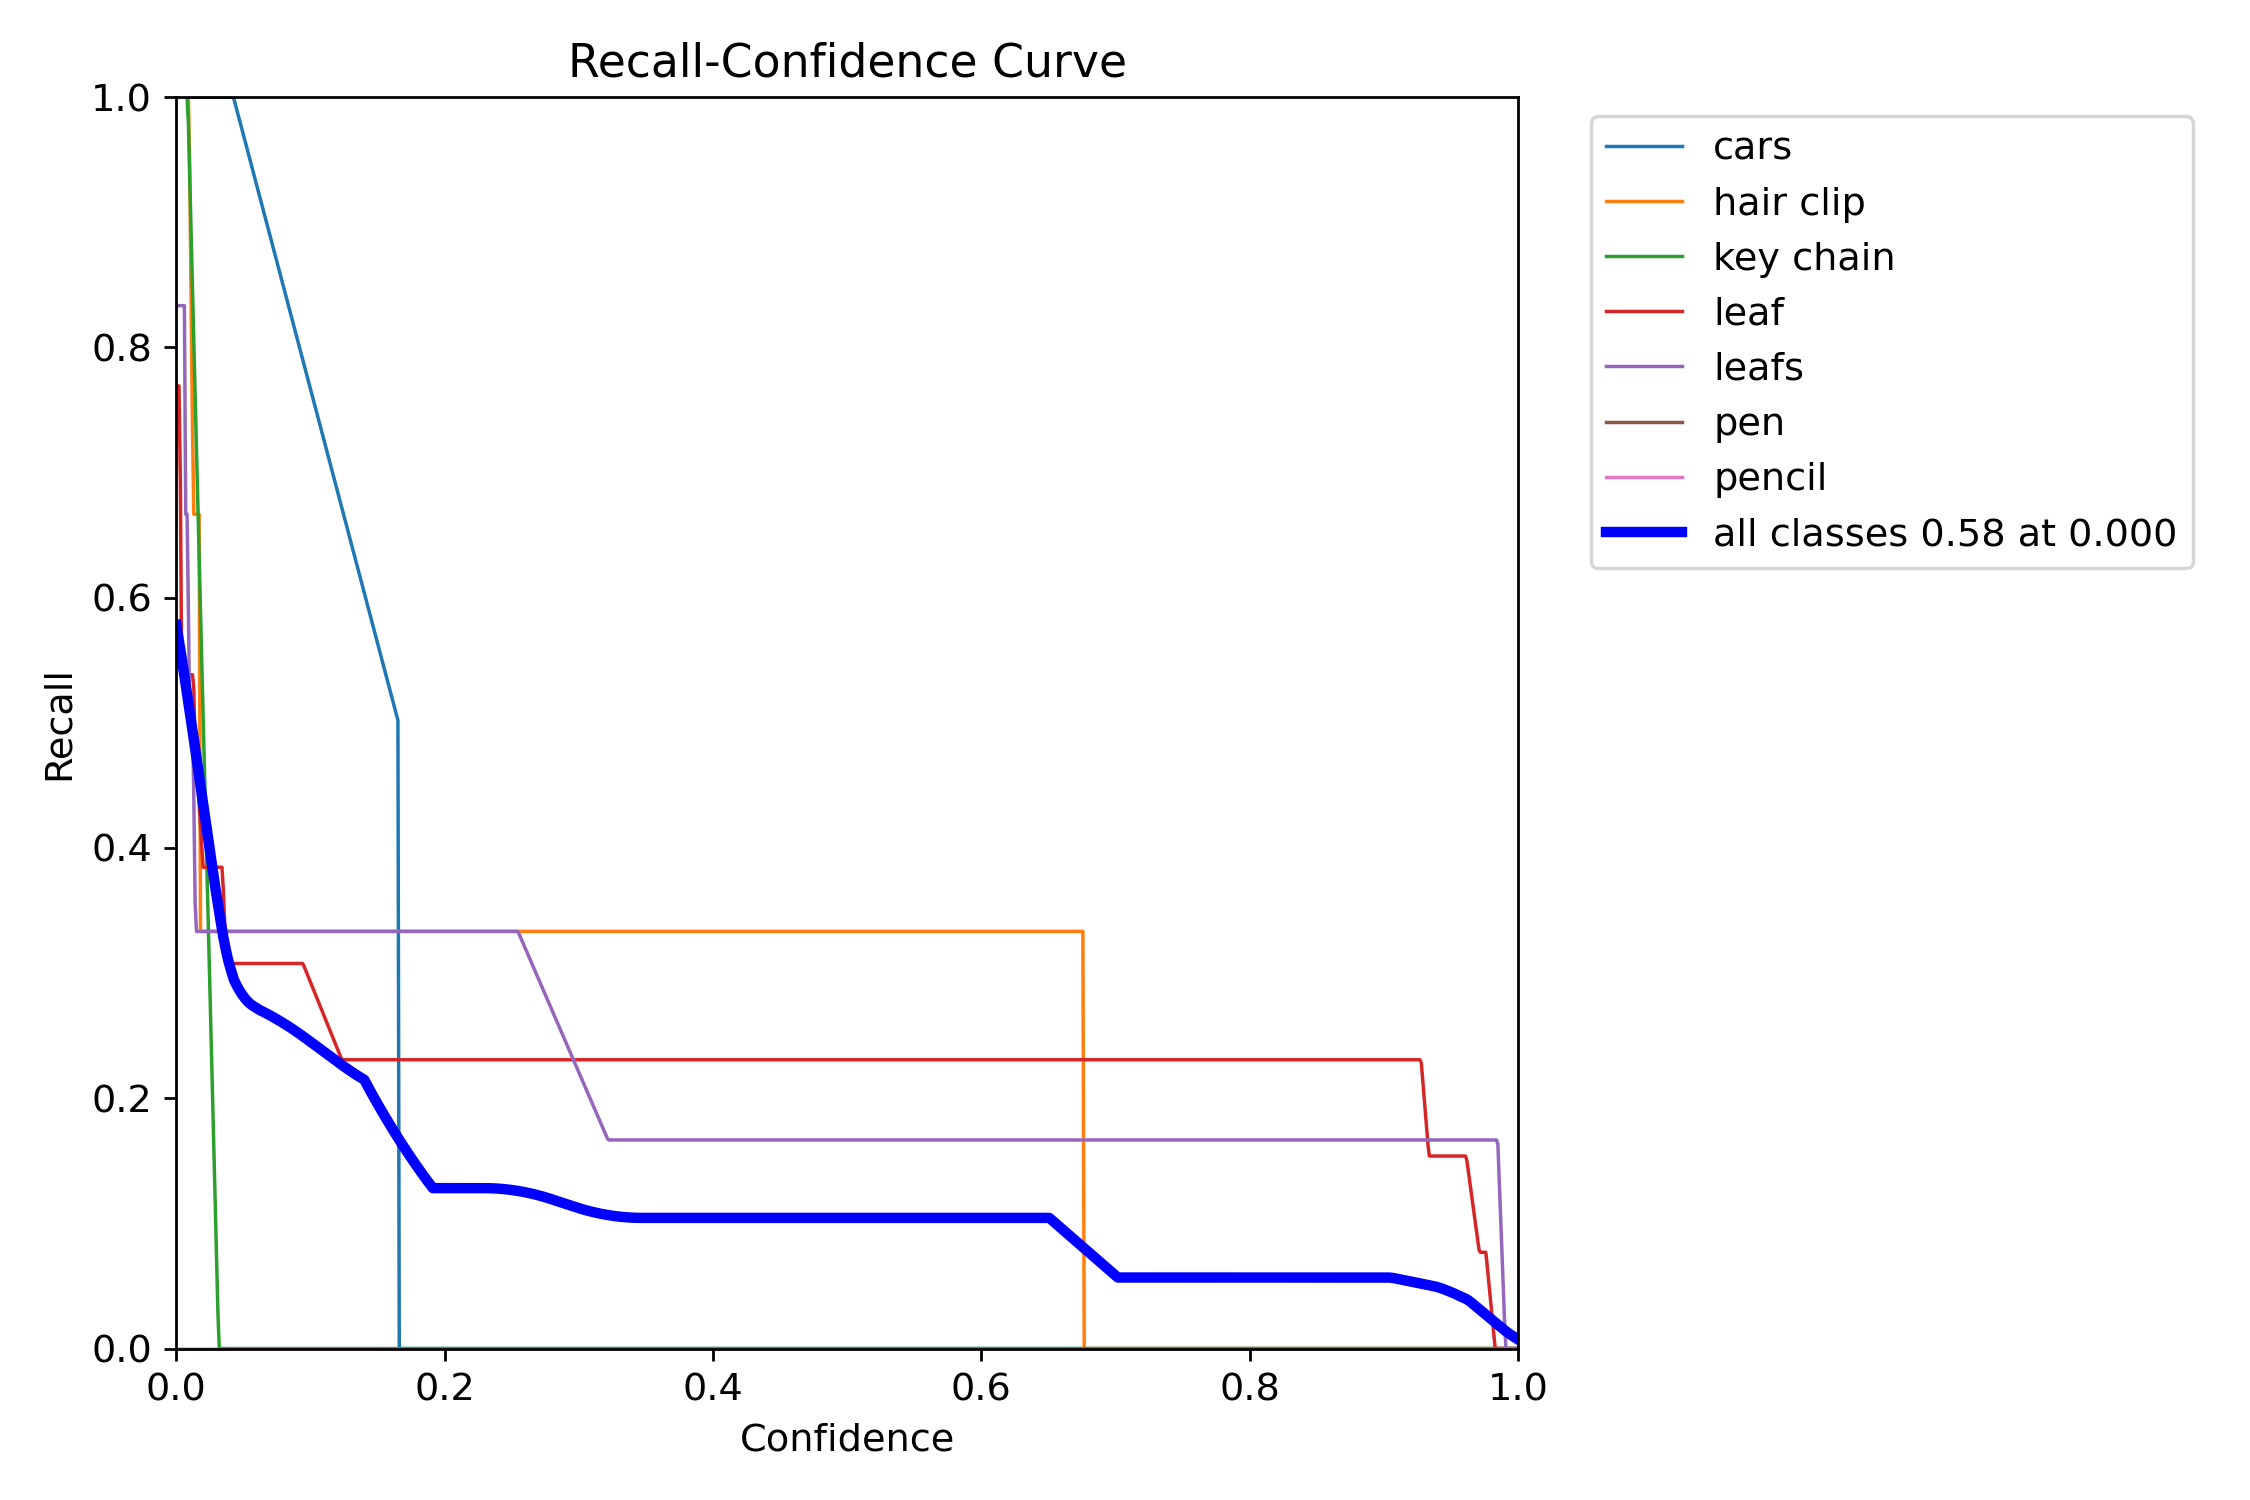 Recall-Confidence Curve
1.0
0.8
0.6
0.4
0.2
0.0
Recall
0.0 0.2 0.4 0.6 0.8 1.0
Confidence
cars
hair clip
key chain
leaf
leafs
pen
pencil
all classes 0.58 at 0.000